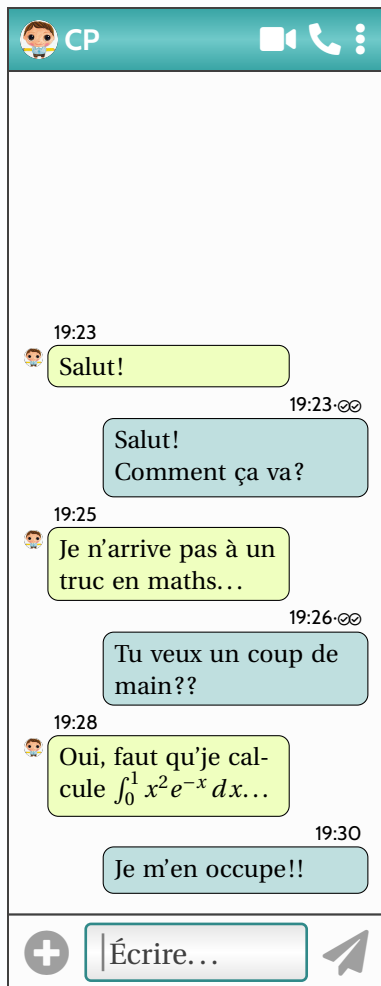 CP
19:23
Salut!
19:23
Salut!
Comment ça va?
19:25
Je n’arrive pas à un
truc en maths…
19:26
Tu veux un coup de
main??
19:28
Oui, faut qu’je cal-
cule ∫₀¹ x²e⁻ˣ dx…
19:30
Je m’en occupe!!
Écrire…